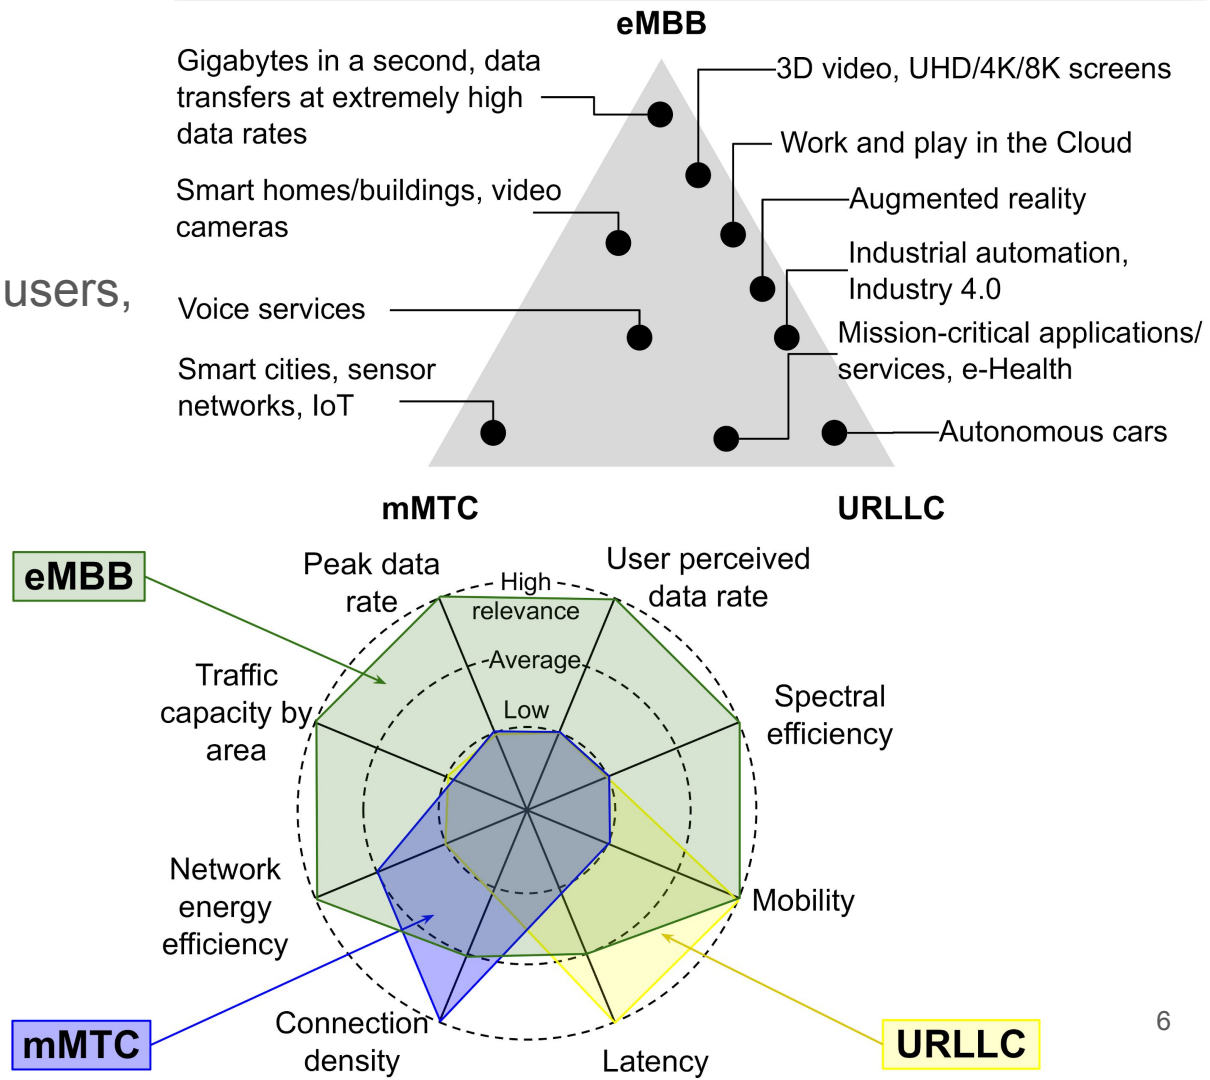 eMBB
Gigabytes in a second, data
transfers at extremely high
data rates
3D video, UHD/4K/8K screens
Work and play in the Cloud
Smart homes/buildings, video
cameras
Augmented reality
Industrial automation,
Industry 4.0
users,
Voice services
Mission-critical applications/
services, e-Health
Smart cities, sensor
networks, IoT
Autonomous cars
mMTC
URLLC
eMBB
Peak data
rate
High
relevance
User perceived
data rate
Average
Traffic
capacity by
area
Low
Spectral
efficiency
Network
energy
efficiency
Mobility
mMTC
Connection
density
Latency
URLLC
6